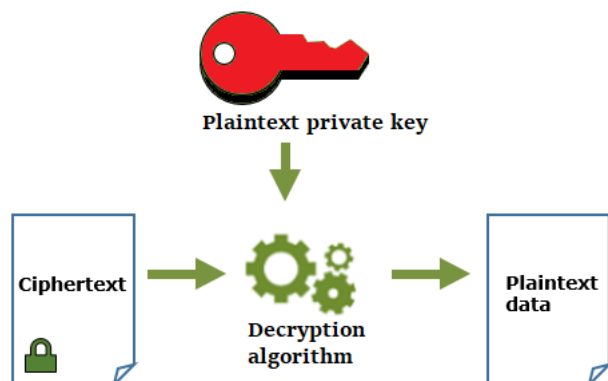 Plaintext private key
Ciphertext
Decryption
algorithm
Plaintext
data